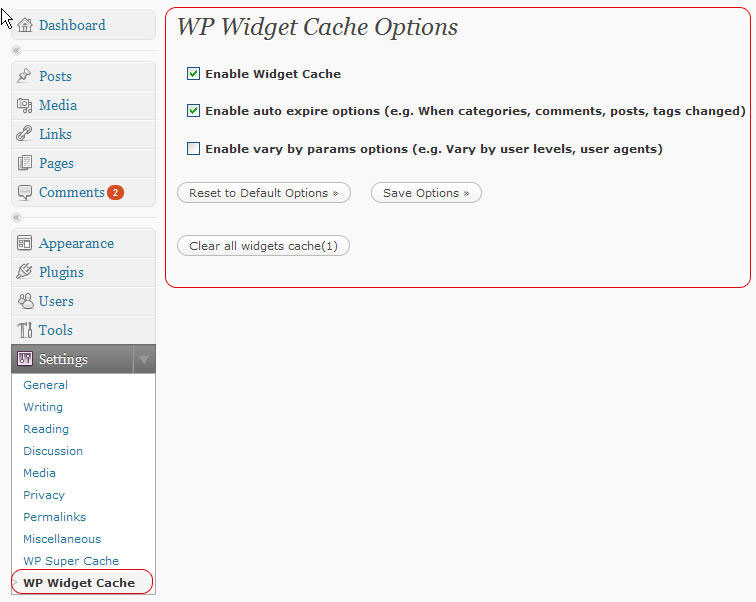 Dashboard
Posts
Media
Links
Pages
Comments 2
Appearance
Plugins
Users
Tools
Settings
General
Writing
Reading
Discussion
Media
Privacy
Permalinks
Miscellaneous
WP Super Cache
WP Widget Cache
WP Widget Cache Options
Enable Widget Cache
Enable auto expire options (e.g. When categories, comments, posts, tags changed)
Enable vary by params options (e.g. Vary by user levels, user agents)
Reset to Default Options » Save Options »
Clear all widgets cache(1)